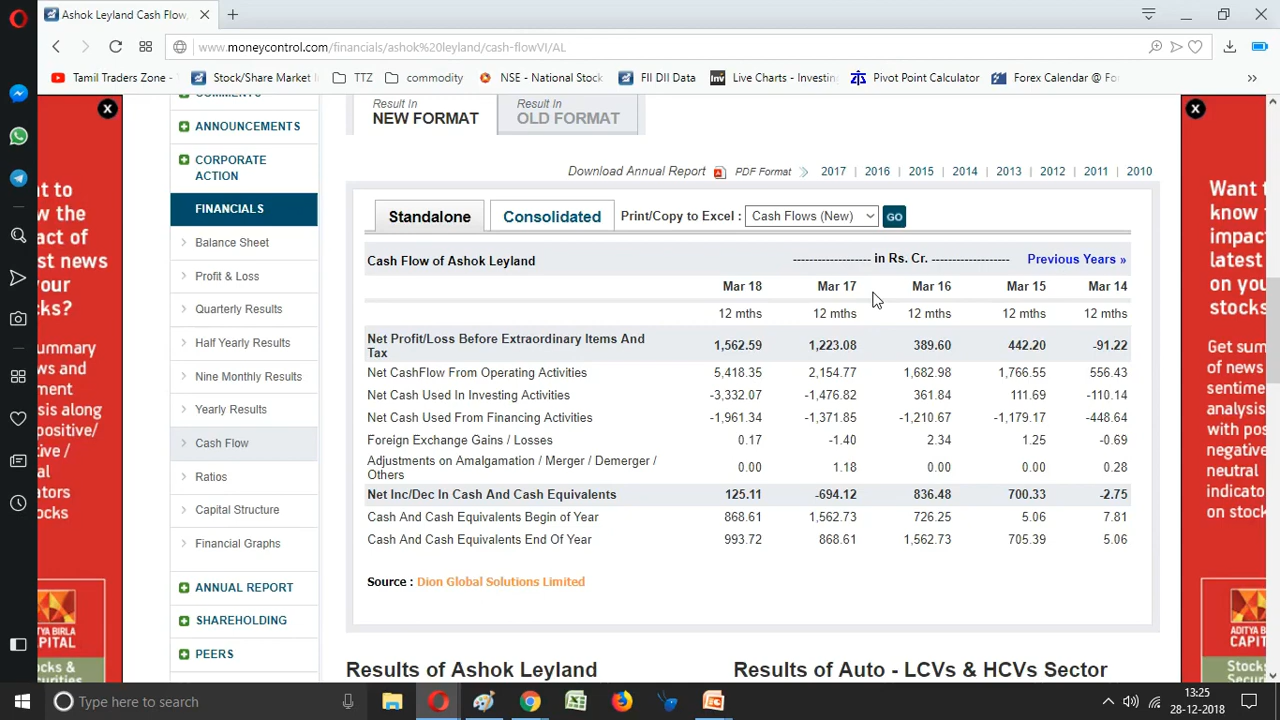 Ashok Leyland Cash Flow,
www.moneycontrol.com/financials/ashok%20leyland/cash-flowVI/AL
Tamil Traders Zone - Stock/Share Market TTZ commodity NSE - National Stock FII DII Data Live Charts - Investing Pivot Point Calculator Forex Calendar @ Fo
Inv
COMMENTS
ANNOUNCEMENTS
CORPORATE
ACTION
FINANCIALS
Balance Sheet
Profit & Loss
Quarterly Results
Half Yearly Results
Nine Monthly Results
Yearly Results
Cash Flow
Ratios
Capital Structure
Financial Graphs
ANNUAL REPORT
SHAREHOLDING
PEERS
Result In
NEW FORMAT
Result In
OLD FORMAT
Download Annual Report PDF Format 2017 2016 2015 2014 2013 2012 2011 2010
Standalone Consolidated Print/Copy to Excel : Cash Flows (New) GO
Cash Flow of Ashok Leyland ------------------- in Rs. Cr. ------------------- Previous Years »
Mar 18 Mar 17 Mar 16 Mar 15 Mar 14
12 mths 12 mths 12 mths 12 mths 12 mths
Net Profit/Loss Before Extraordinary Items And
Tax 1,562.59 1,223.08 389.60 442.20 -91.22
Net CashFlow From Operating Activities 5,418.35 2,154.77 1,682.98 1,766.55 556.43
Net Cash Used In Investing Activities -3,332.07 -1,476.82 361.84 111.69 -110.14
Net Cash Used From Financing Activities -1,961.34 -1,371.85 -1,210.67 -1,179.17 -448.64
Foreign Exchange Gains / Losses 0.17 -1.40 2.34 1.25 -0.69
Adjustments on Amalgamation / Merger / Demerger /
Others 0.00 1.18 0.00 0.00 0.28
Net Inc/Dec In Cash And Cash Equivalents 125.11 -694.12 836.48 700.33 -2.75
Cash And Cash Equivalents Begin of Year 868.61 1,562.73 726.25 5.06 7.81
Cash And Cash Equivalents End Of Year 993.72 868.61 1,562.73 705.39 5.06
Source : Dion Global Solutions Limited
Results of Ashok Leyland
Results of Auto - LCVs & HCVs Sector
X
nt to
w the
act of
st news
ks?
ummary
ws and
ment
sis along
positive/
ive /
al
ators
ocks
ADITYA BIRLA
CAPITAL
Stocks &
X
Want
know
impac
latest
on yo
stocks
Get sum
of news
sentime
analysis
with po
negativ
neutral
indicato
on stock
ADITYA B
CAPI
Stock
Type here to search
13:25
28-12-2018